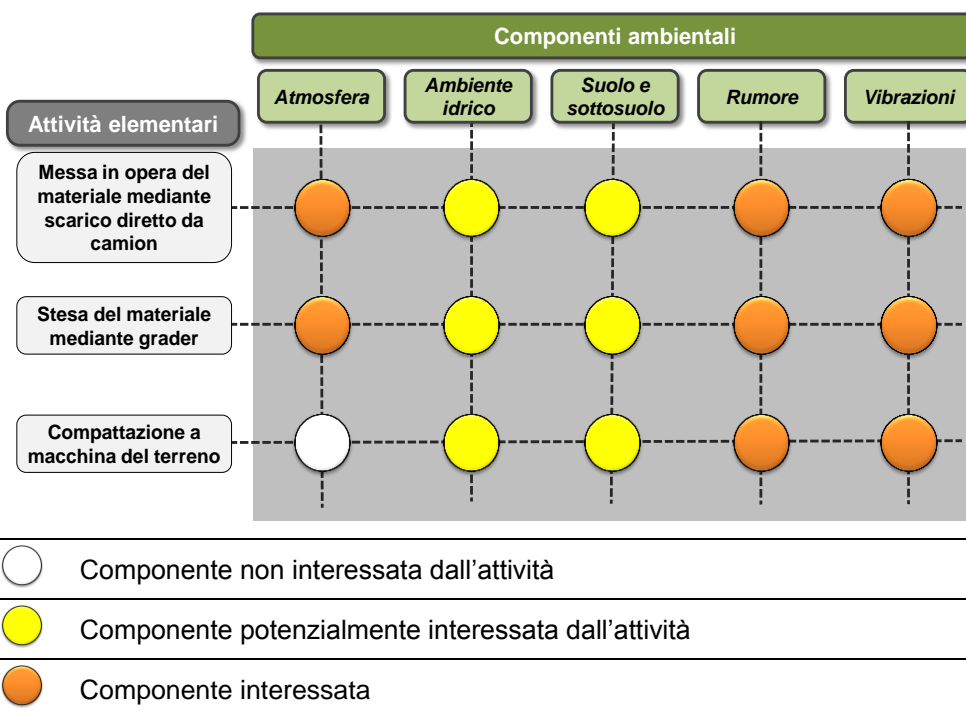 Componenti ambientali
Atmosfera
Ambiente
idrico
Suolo e
sottosuolo
Rumore
Vibrazioni
Attività elementari
Messa in opera del
materiale mediante
scarico diretto da
camion
Stesa del materiale
mediante grader
Compattazione a
macchina del terreno
Componente non interessata dall'attività
Componente potenzialmente interessata dall'attività
Componente interessata